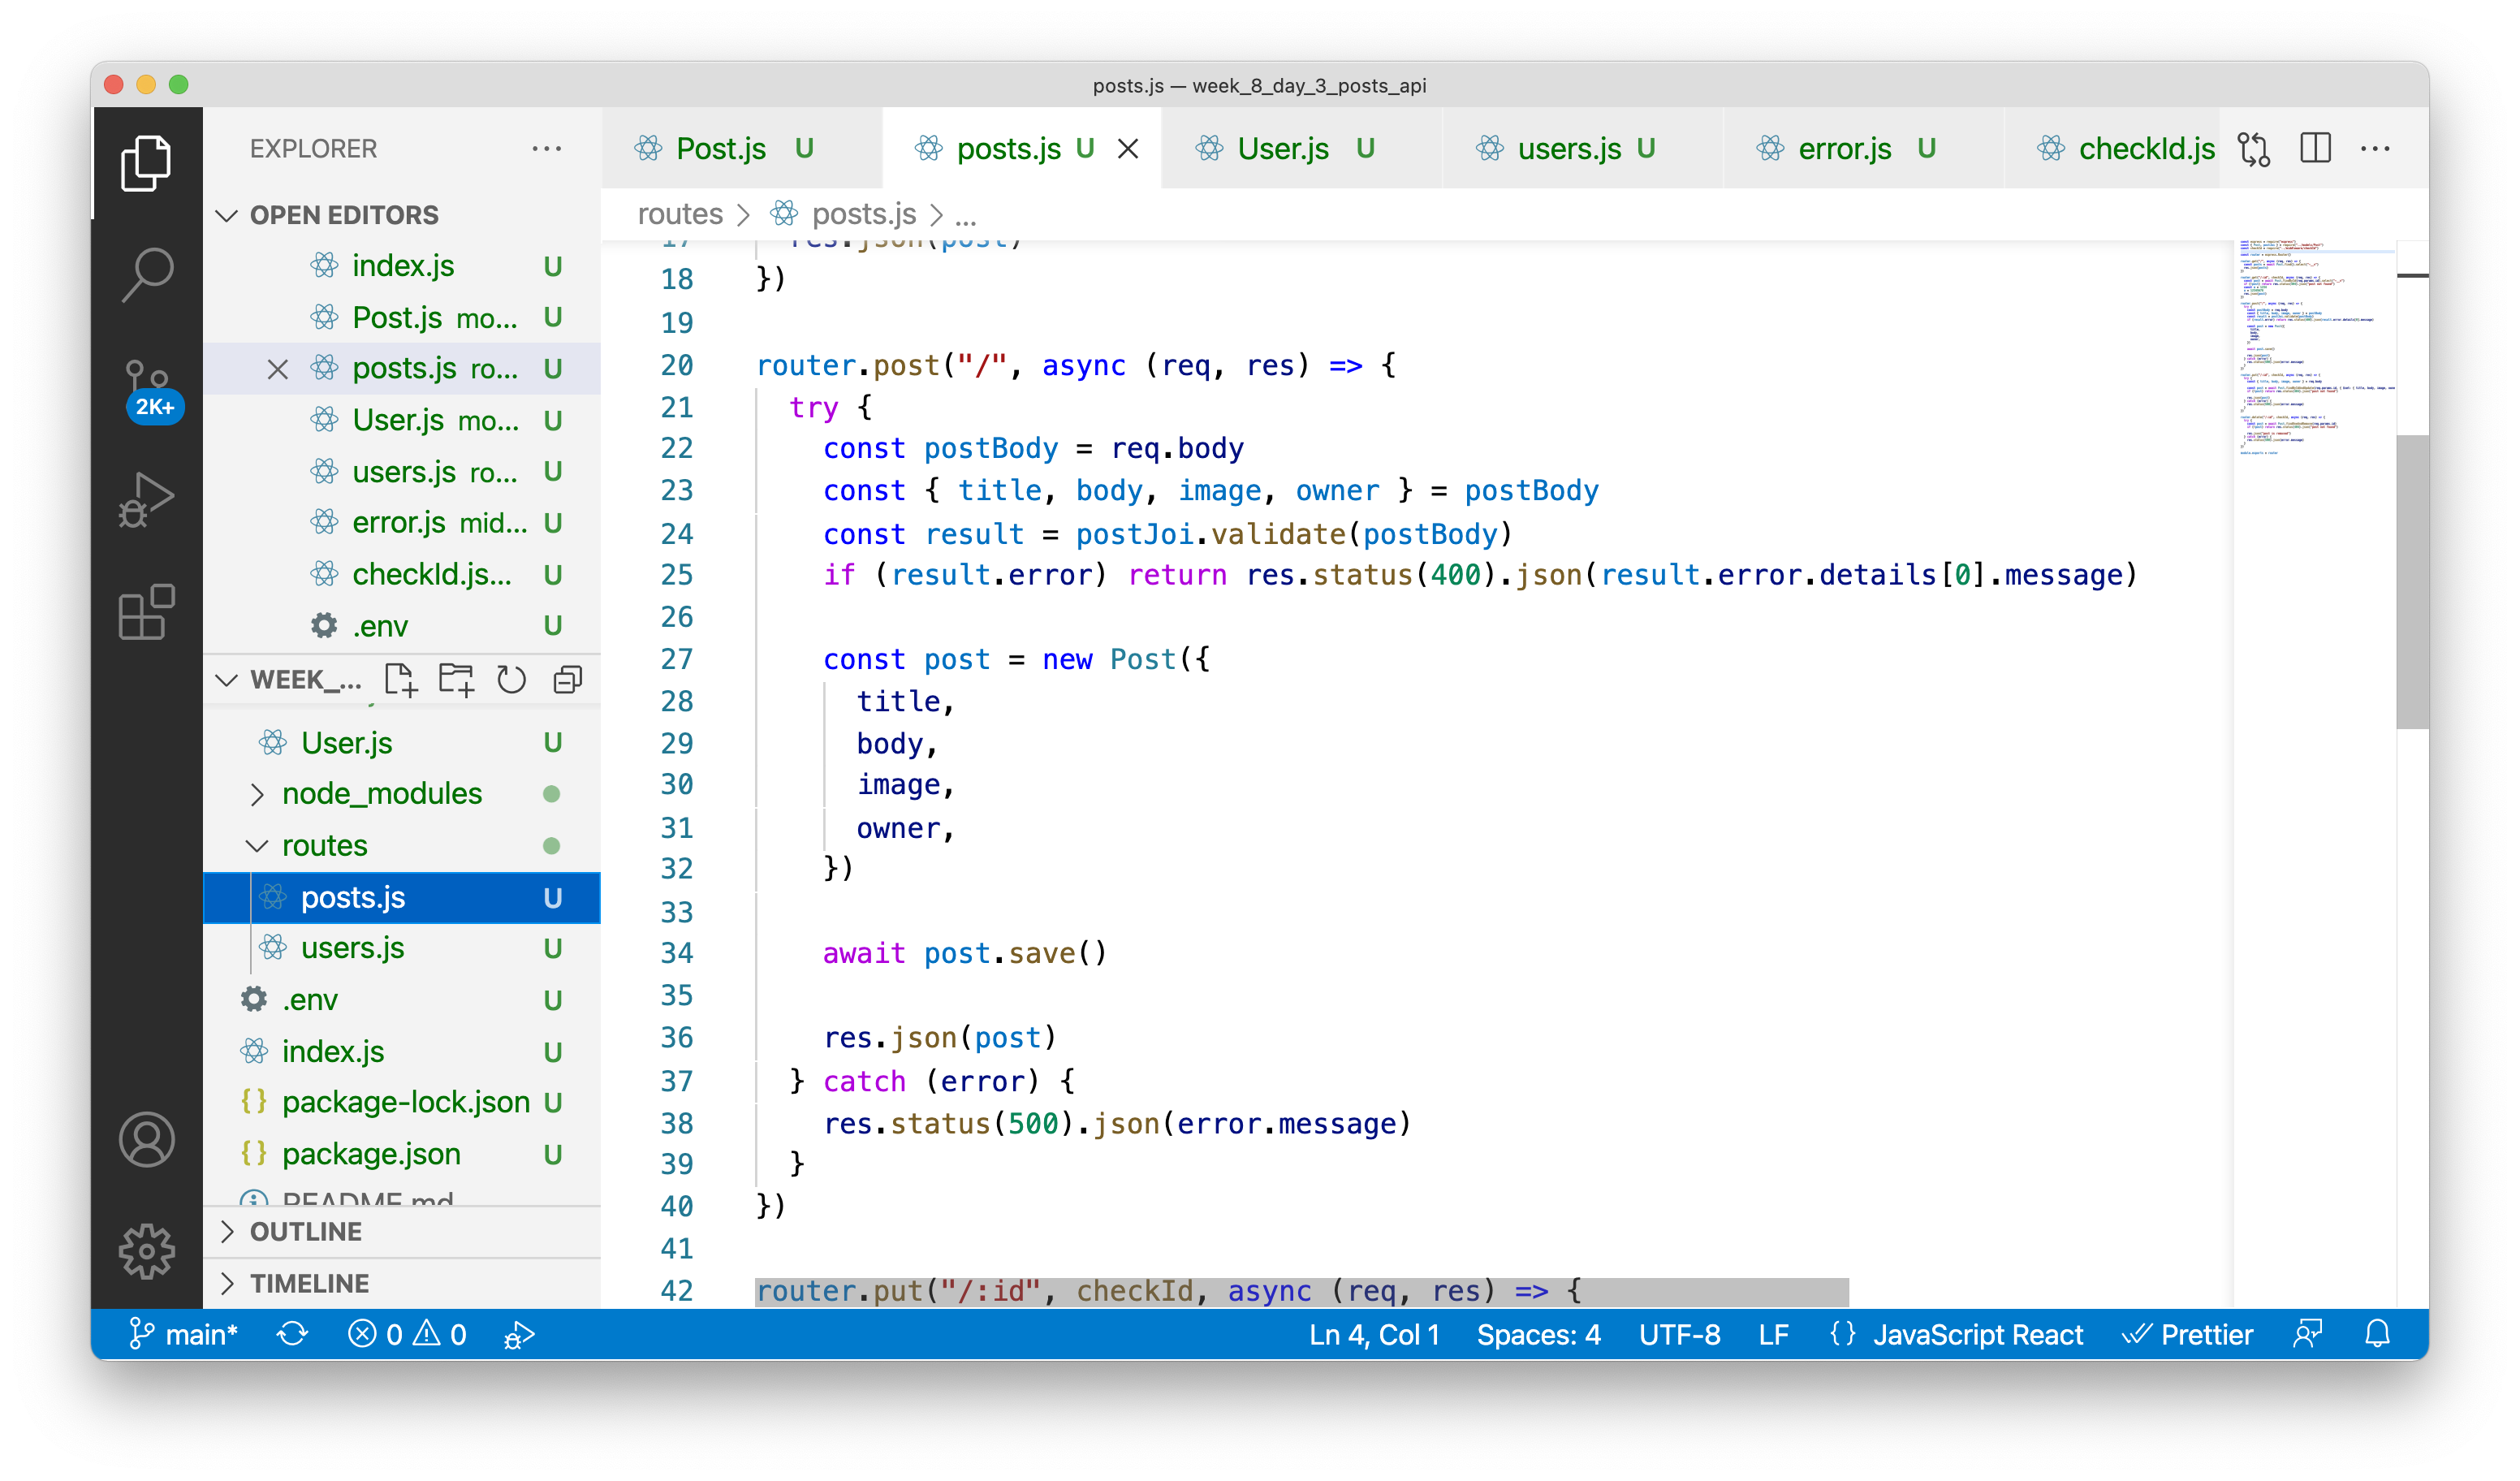 posts.js — week_8_day_3_posts_api
EXPLORER
Post.js U
posts.js U
User.js U
users.js U
error.js U
checkId.js
OPEN EDITORS
routes > posts.js > ...
index.js U
Post.js mo... U
posts.js ro... U
User.js mo... U
users.js ro... U
error.js mid... U
checkId.js... U
.env U
2K+
WEEK_...
User.js U
node_modules
routes
posts.js U
users.js U
.env U
index.js U
package-lock.json U
package.json U
README.md
OUTLINE
TIMELINE
17 res.json(post)
18 })
19
20 router.post("/", async (req, res) => {
21 try {
22 const postBody = req.body
23 const { title, body, image, owner } = postBody
24 const result = postJoi.validate(postBody)
25 if (result.error) return res.status(400).json(result.error.details[0].message)
26
27 const post = new Post({
28 title,
29 body,
30 image,
31 owner,
32 })
33
34 await post.save()
35
36 res.json(post)
37 } catch (error) {
38 res.status(500).json(error.message)
39 }
40 })
41
42 router.put("/:id", checkId, async (req, res) => {
main* 0 0 Ln 4, Col 1 Spaces: 4 UTF-8 LF {} JavaScript React Prettier